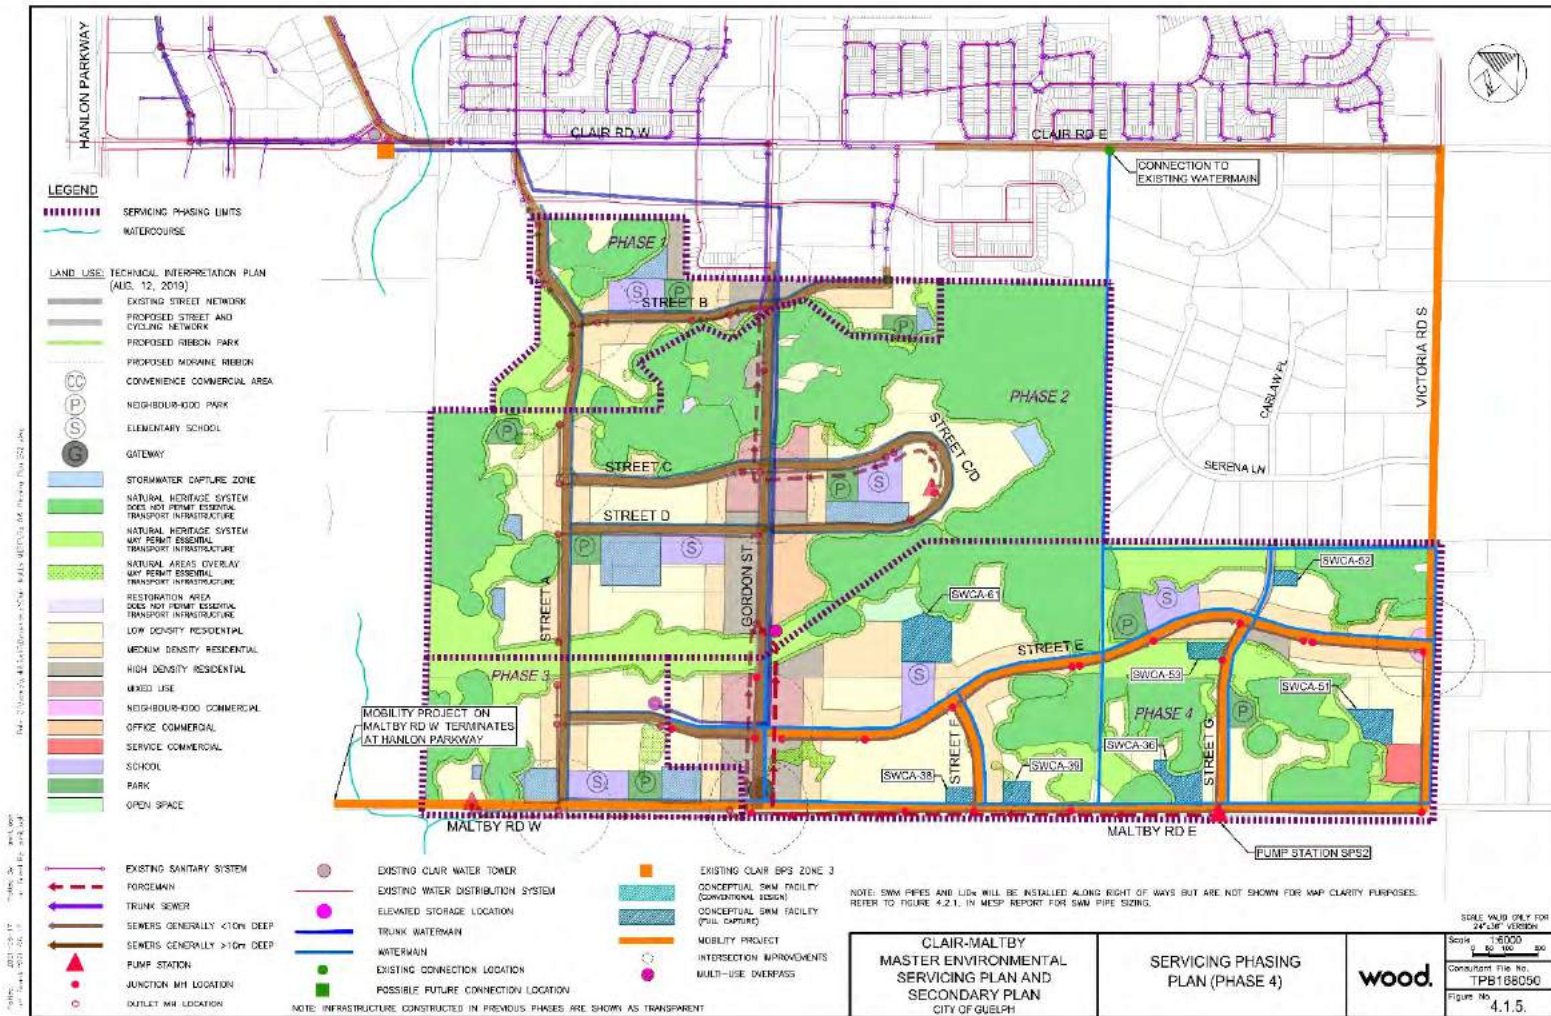 HANLON PARKWAY
CLAIR RD W
CLAIR RD E
CONNECTION TO
EXISTING WATERMAIN
LEGEND
SERVICING PHASING LIMITS
WATERCOURSE
LAND USE: TECHNICAL INTERPRETATION PLAN
(AUG. 12, 2019)
EXISTING STREET NETWORK
PROPOSED STREET AND
CYCLING NETWORK
PROPOSED RIBBON PARK
PROPOSED MORAINE RIBBON
CC
CONVENIENCE COMMERCIAL AREA
P
NEIGHBOURHOOD PARK
S
ELEMENTARY SCHOOL
G
GATEWAY
STORMWATER CAPTURE ZONE
NATURAL HERITAGE SYSTEM
DOES NOT PERMIT ESSENTIAL
TRANSPORT INFRASTRUCTURE
NATURAL HERITAGE SYSTEM
MAY PERMIT ESSENTIAL
TRANSPORT INFRASTRUCTURE
NATURAL AREAS OVERLAY
MAY PERMIT ESSENTIAL
TRANSPORT INFRASTRUCTURE
RESTORATION AREA
DOES NOT PERMIT ESSENTIAL
TRANSPORT INFRASTRUCTURE
LOW DENSITY RESIDENTIAL
MEDIUM DENSITY RESIDENTIAL
HIGH DENSITY RESIDENTIAL
MIXED USE
NEIGHBOURHOOD COMMERCIAL
OFFICE COMMERCIAL
SERVICE COMMERCIAL
SCHOOL
PARK
OPEN SPACE
PHASE 1
S
P
STREET B
P
PHASE 2
VICTORIA RD S
CARLAW PL
SERENA LN
P
STREET C
STREET C/D
P
S
STREET D
P
S
STREET A
GORDON ST
SWCA-61
SWCA-52
S
P
STREET E
S
SWCA-53
SWCA-51
PHASE 3
PHASE 4
P
MOBILITY PROJECT ON
MALTBY RD W TERMINATES
AT HANLON PARKWAY
STREET F
STREET G
SWCA-36
SWCA-38
SWCA-39
S
P
MALTBY RD W
MALTBY RD E
PUMP STATION SPS2
EXISTING SANITARY SYSTEM
FORCEMAIN
TRUNK SEWER
SEWERS GENERALLY <10m DEEP
SEWERS GENERALLY >10m DEEP
PUMP STATION
JUNCTION MH LOCATION
OUTLET MH LOCATION
EXISTING CLAIR WATER TOWER
EXISTING WATER DISTRIBUTION SYSTEM
ELEVATED STORAGE LOCATION
TRUNK WATERMAIN
WATERMAIN
EXISTING CONNECTION LOCATION
POSSIBLE FUTURE CONNECTION LOCATION
EXISTING CLAIR BPS ZONE 3
CONCEPTUAL SWM FACILITY
(CONVENTIONAL DESIGN)
CONCEPTUAL SWM FACILITY
(FULL CAPTURE)
MOBILITY PROJECT
INTERSECTION IMPROVEMENTS
MULTI-USE OVERPASS
NOTE: INFRASTRUCTURE CONSTRUCTED IN PREVIOUS PHASES ARE SHOWN AS TRANSPARENT
NOTE: SWM PIPES AND LIDs WILL BE INSTALLED ALONG RIGHT OF WAYS BUT ARE NOT SHOWN FOR MAP CLARITY PURPOSES.
REFER TO FIGURE 4.2.1. IN MESP REPORT FOR SWM PIPE SIZING.
CLAIR-MALTBY
MASTER ENVIRONMENTAL
SERVICING PLAN AND
SECONDARY PLAN
CITY OF GUELPH
SERVICING PHASING
PLAN (PHASE 4)
wood.
SCALE VALID ONLY FOR
24"x36" VERSION
Scale 1:6000
Consultant File No.
TPB168050
Figure No.
4.1.5.